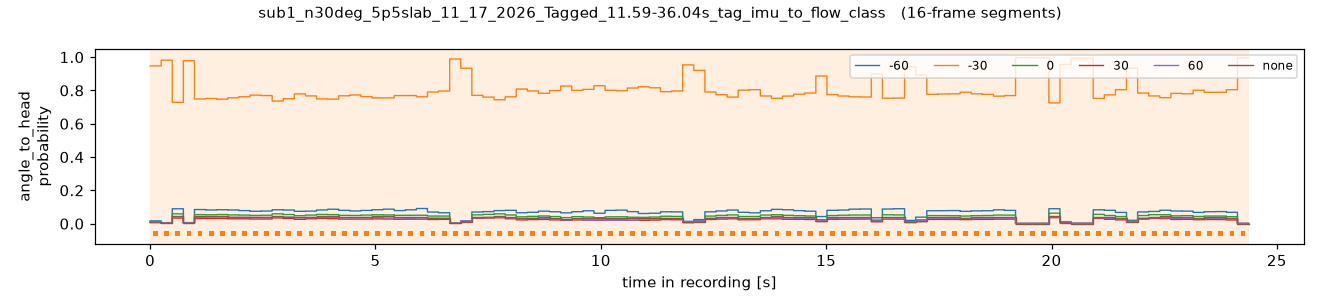 sub1_n30deg_5p5slab_11_17_2026_Tagged_11.59-36.04s_tag_imu_to_flow_class (16-frame segments)
-60 -30 0 30 60 none
angle_to_head
probability
1.0
0.8
0.6
0.4
0.2
0.0
0 5 10 15 20 25
time in recording [s]